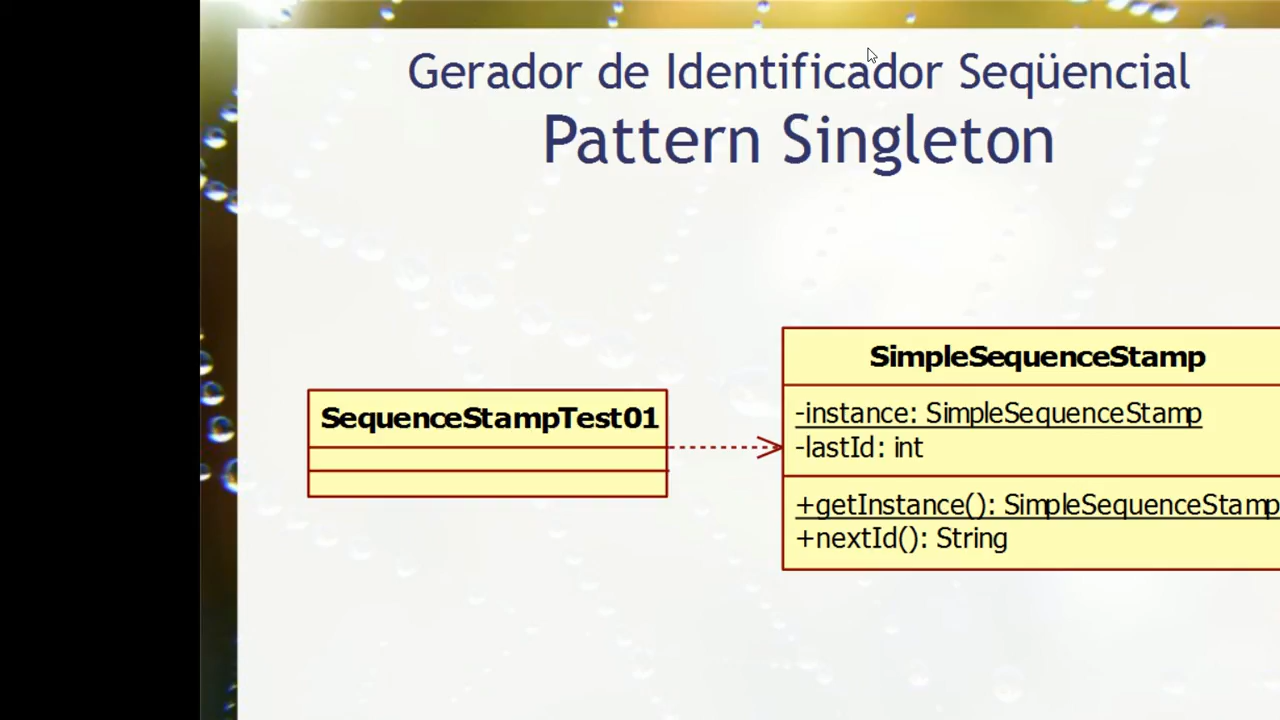 Gerador de Identificador Seqüencial
Pattern Singleton
SimpleSequenceStamp
SequenceStampTest01
-instance: SimpleSequenceStamp
-lastId: int
+getInstance(): SimpleSequenceStamp
+nextId(): String